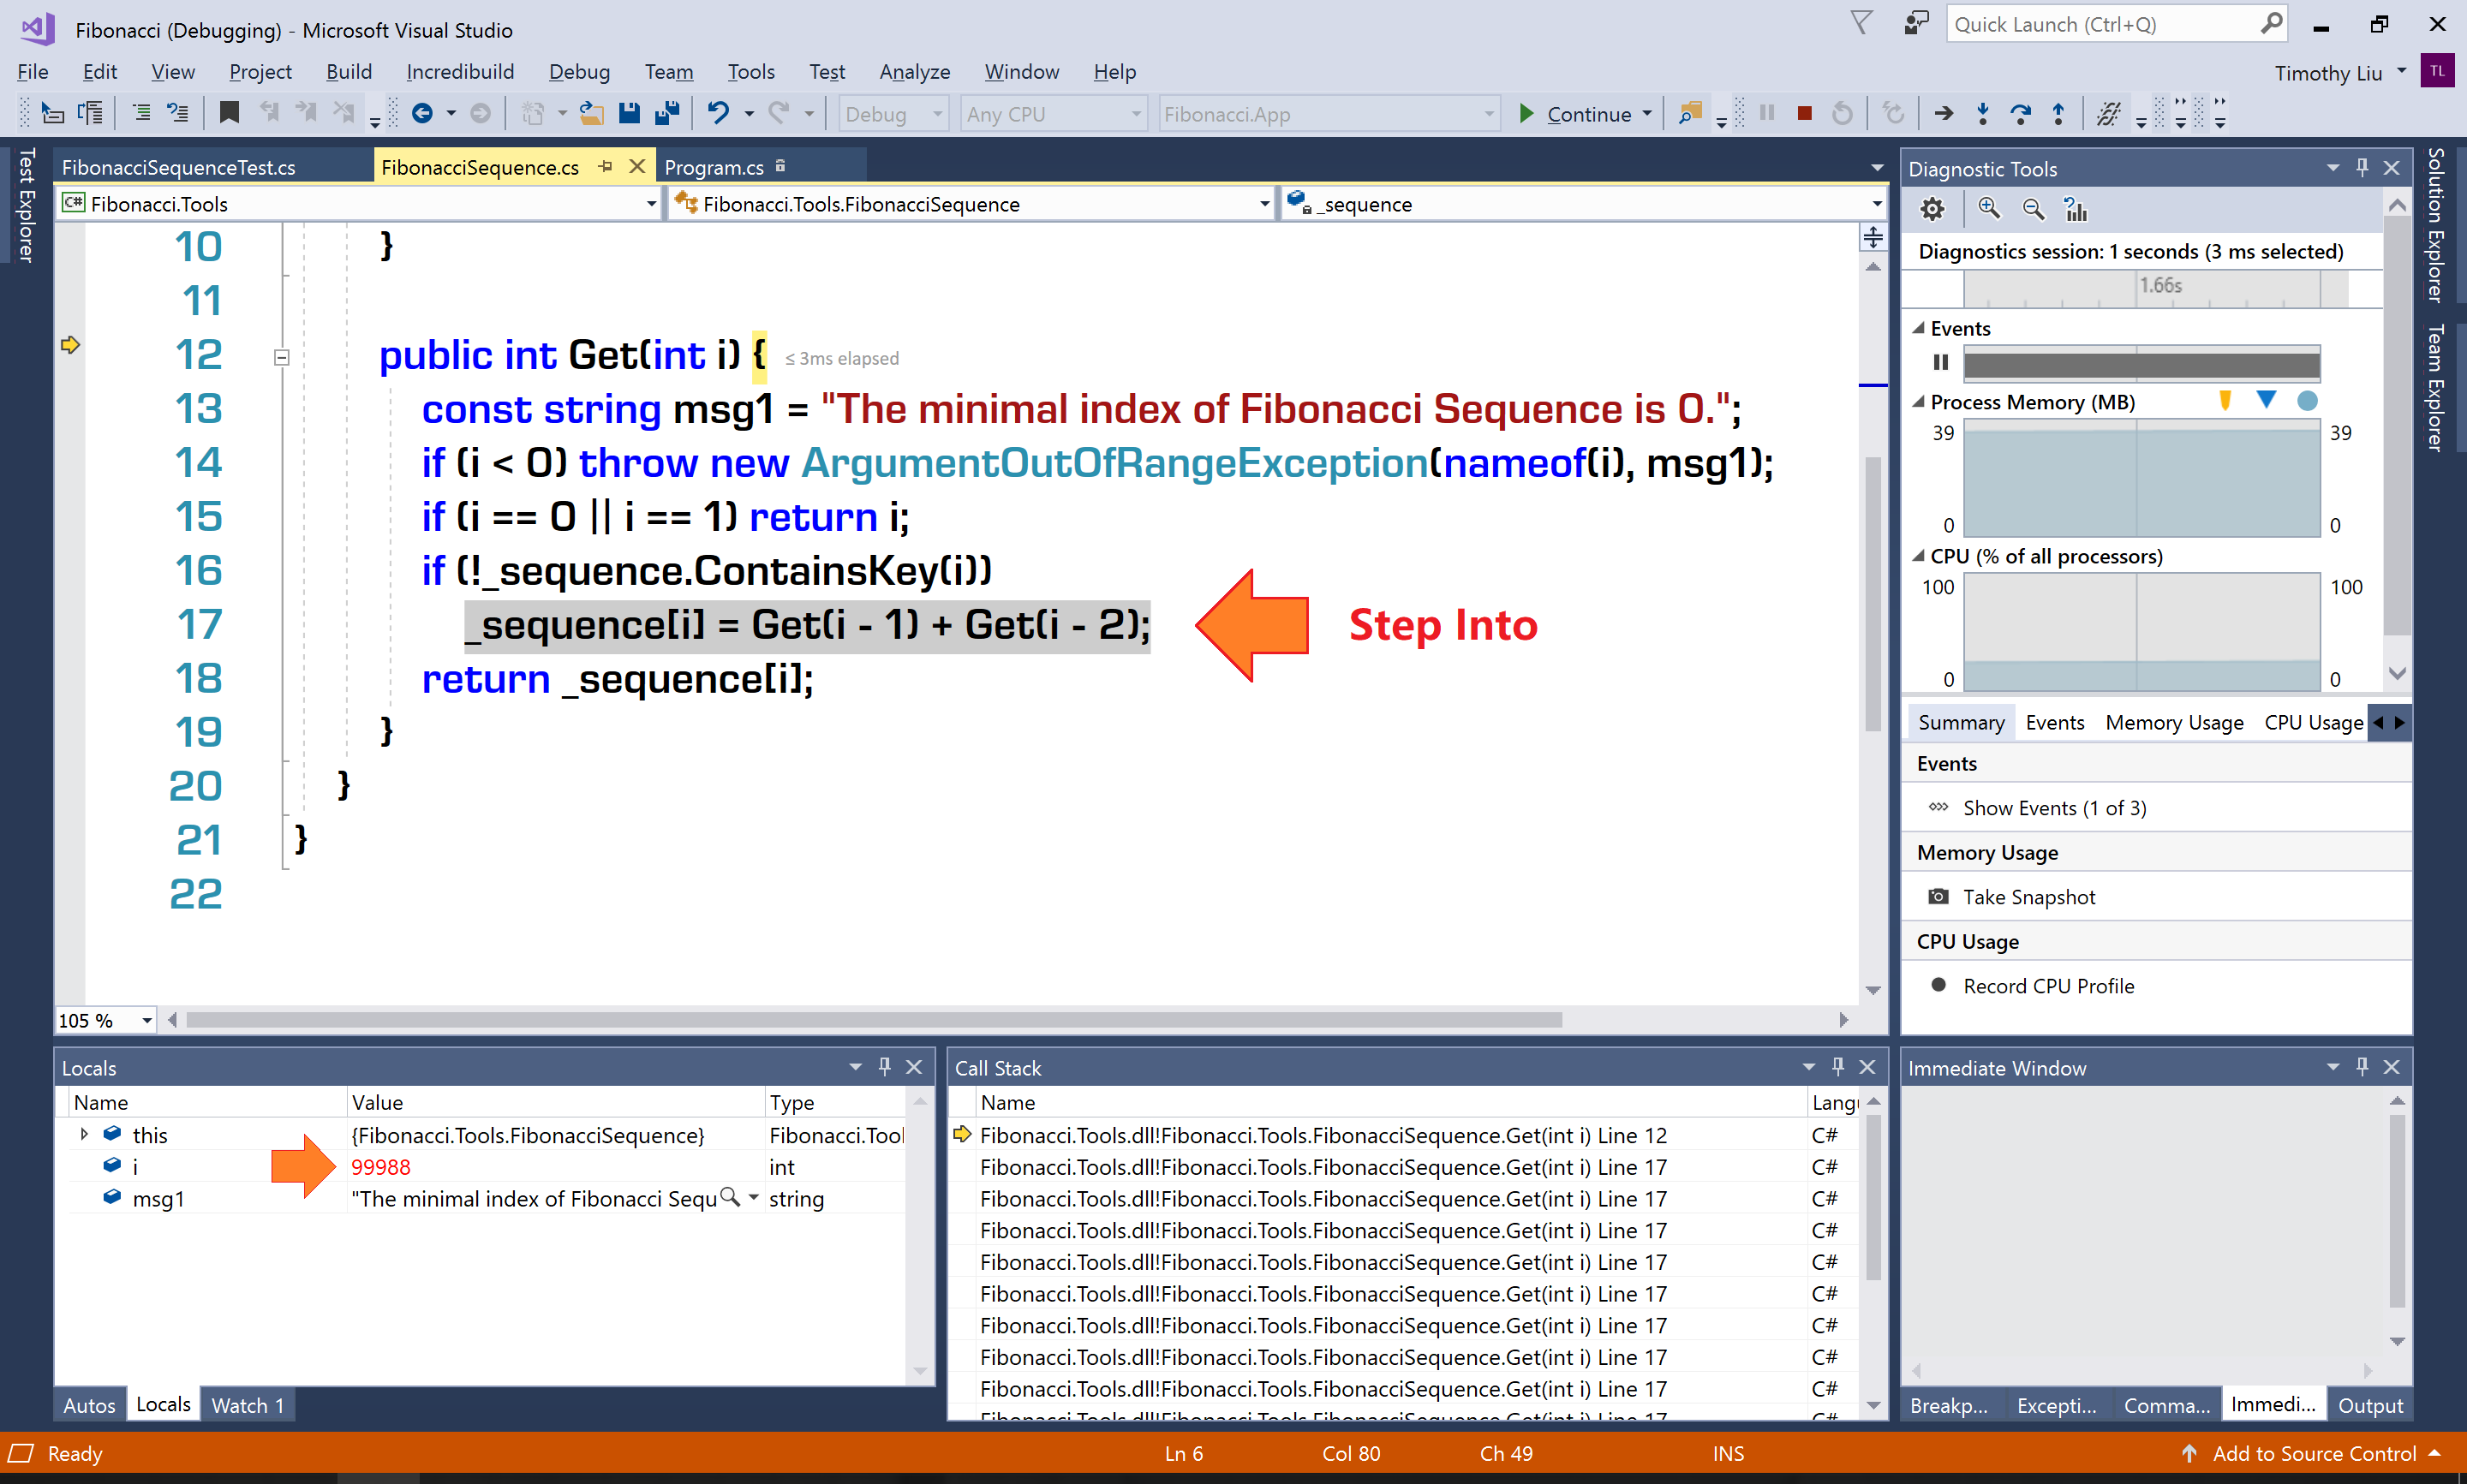 Fibonacci (Debugging) - Microsoft Visual Studio
Quick Launch (Ctrl+Q)
File Edit View Project Build Incredibuild Debug Team Tools Test Analyze Window Help
Timothy Liu TL
Debug Any CPU Fibonacci.App Continue
Test Explorer
FibonacciSequenceTest.cs FibonacciSequence.cs Program.cs
C# Fibonacci.Tools Fibonacci.Tools.FibonacciSequence _sequence
10 }
11
12 public int Get(int i) { ≤ 3ms elapsed
13 const string msg1 = "The minimal index of Fibonacci Sequence is 0.";
14 if (i < 0) throw new ArgumentOutOfRangeException(nameof(i), msg1);
15 if (i == 0 || i == 1) return i;
16 if (!_sequence.ContainsKey(i))
17 _sequence[i] = Get(i - 1) + Get(i - 2);
Step Into
18 return _sequence[i];
19 }
20 }
21 }
22
105 %
Diagnostic Tools
Diagnostics session: 1 seconds (3 ms selected)
1.66s
Events
Process Memory (MB)
39 39
0 0
CPU (% of all processors)
100 100
0 0
Summary Events Memory Usage CPU Usage
Events
Show Events (1 of 3)
Memory Usage
Take Snapshot
CPU Usage
Record CPU Profile
Solution Explorer
Team Explorer
Locals
Name Value Type
this {Fibonacci.Tools.FibonacciSequence} Fibonacci.Tool
i 99988 int
msg1 "The minimal index of Fibonacci Sequ string
Autos Locals Watch 1
Call Stack
Name Langu
Fibonacci.Tools.dll!Fibonacci.Tools.FibonacciSequence.Get(int i) Line 12 C#
Fibonacci.Tools.dll!Fibonacci.Tools.FibonacciSequence.Get(int i) Line 17 C#
Fibonacci.Tools.dll!Fibonacci.Tools.FibonacciSequence.Get(int i) Line 17 C#
Fibonacci.Tools.dll!Fibonacci.Tools.FibonacciSequence.Get(int i) Line 17 C#
Fibonacci.Tools.dll!Fibonacci.Tools.FibonacciSequence.Get(int i) Line 17 C#
Fibonacci.Tools.dll!Fibonacci.Tools.FibonacciSequence.Get(int i) Line 17 C#
Fibonacci.Tools.dll!Fibonacci.Tools.FibonacciSequence.Get(int i) Line 17 C#
Fibonacci.Tools.dll!Fibonacci.Tools.FibonacciSequence.Get(int i) Line 17 C#
Fibonacci.Tools.dll!Fibonacci.Tools.FibonacciSequence.Get(int i) Line 17 C#
Fibonacci.Tools.dll!Fibonacci.Tools.FibonacciSequence.Get(int i) Line 17 C#
Immediate Window
Breakp... Excepti... Comma... Immedi... Output
Ready Ln 6 Col 80 Ch 49 INS Add to Source Control